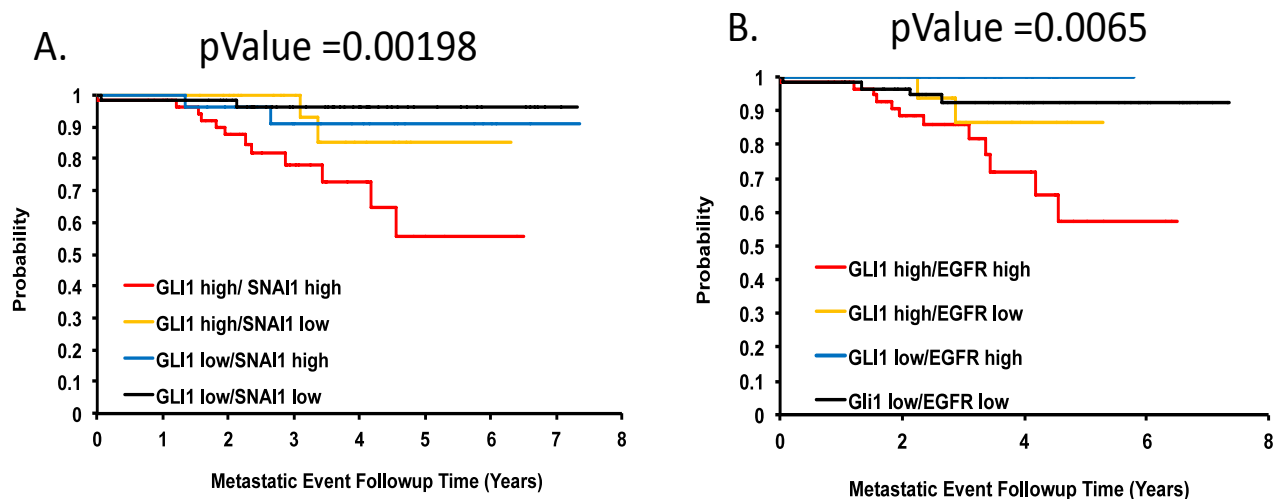 A.
pValue =0.00198
1
0.9
0.8
0.7
0.6
0.5
0.4
0.3
0.2
0.1
0
Probability
GLI1 high/ SNAI1 high
GLI1 high/SNAI1 low
GLI1 low/SNAI1 high
GLI1 low/SNAI1 low
0 1 2 3 4 5 6 7 8
Metastatic Event Followup Time (Years)
B.
pValue =0.0065
1
0.9
0.8
0.7
0.6
0.5
0.4
0.3
0.2
0.1
0
Probability
GLI1 high/EGFR high
GLI1 high/EGFR low
GLI1 low/EGFR high
Gli1 low/EGFR low
0 2 4 6 8
Metastatic Event Followup Time (Years)